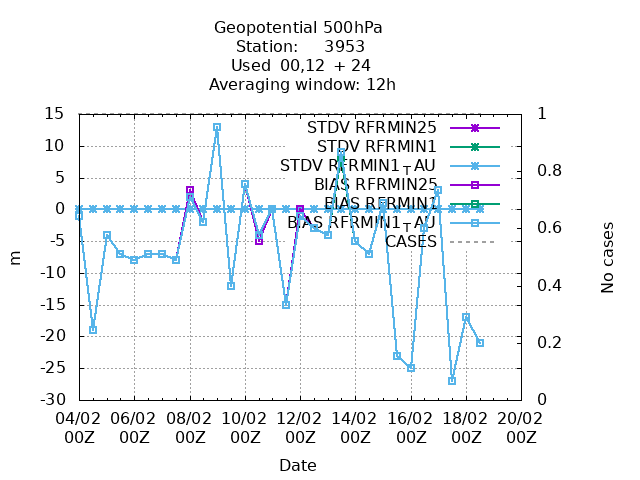 Geopotential 500hPa
Station: 3953
Used 00,12 + 24
Averaging window: 12h
15
10
5
0
-5
-10
-15
-20
-25
-30
m
1
0.8
0.6
0.4
0.2
0
No cases
STDV RFRMIN25
STDV RFRMIN1
STDV RFRMIN1┬AU
BIAS RFRMIN25
BIAS RFRMIN1
BIAS RFRMIN1┬AU
CASES
04/02 06/02 08/02 10/02 12/02 14/02 16/02 18/02 20/02
00Z 00Z 00Z 00Z 00Z 00Z 00Z 00Z 00Z
Date